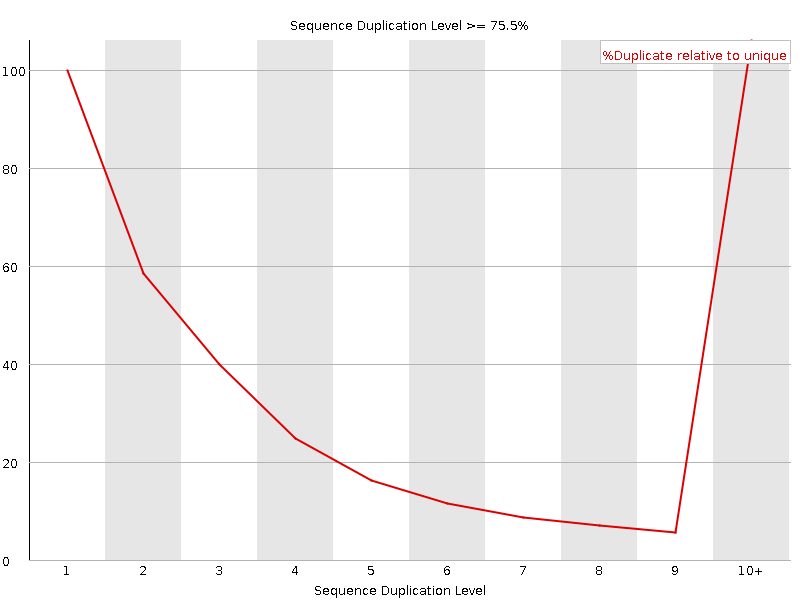 Sequence Duplication Level >= 75.5%
%Duplicate relative to unique
100
80
60
40
20
0
1 2 3 4 5 6 7 8 9 10+
Sequence Duplication Level